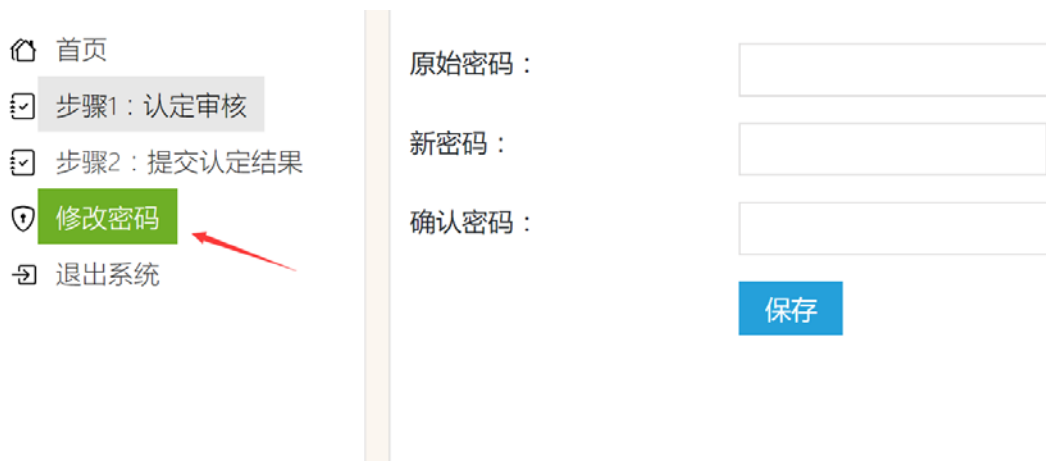 首页
步骤1：认定审核
步骤2：提交认定结果
修改密码
退出系统
原始密码：
新密码：
确认密码：
保存